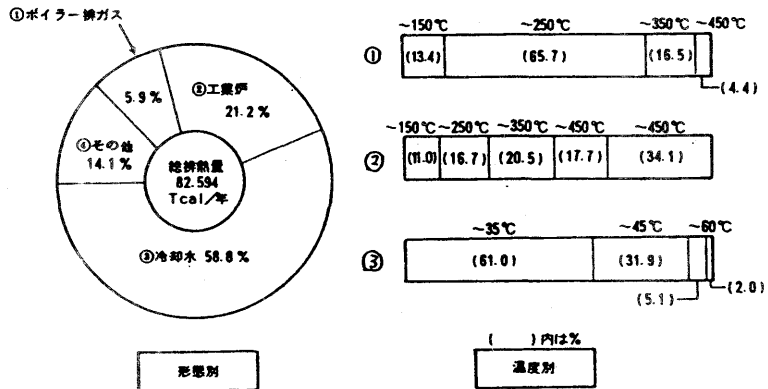 ①ボイラー排ガス
5.9%
②工業炉
21.2%
④その他
14.1%
総排熱量
82.594
Tcal/年
③冷却水 58.8%
形態別
~150℃ ~250℃ ~350℃ ~450℃
① (13.4) (65.7) (16.5)
(4.4)
~150℃ ~250℃ ~350℃ ~450℃ ~450℃
② (11.0) (16.7) (20.5) (17.7) (34.1)
~35℃ ~45℃ ~60℃
③ (61.0) (31.9)
(5.1) (2.0)
( )内は%
温度別